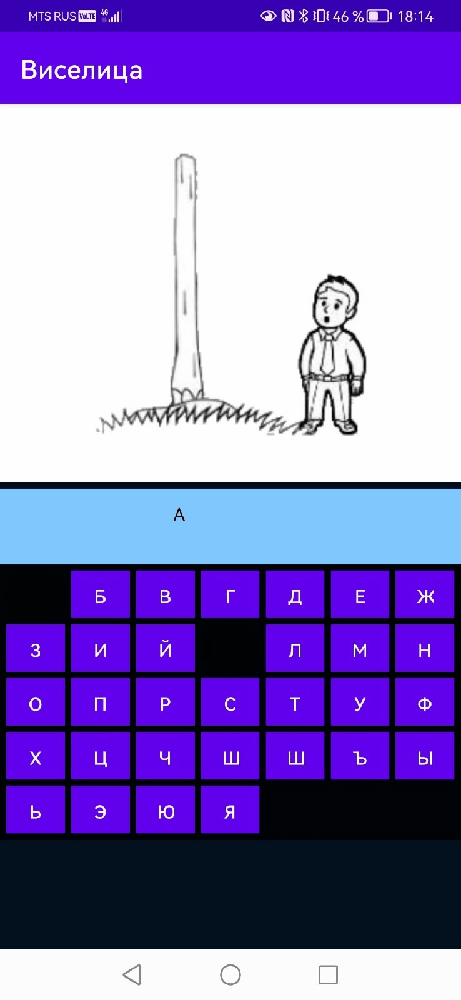 MTS RUS VoLTE 4G 46 % 18:14
Виселица
А
Б В Г Д Е Ж
З И Й Л М Н
О П Р С Т У Ф
Х Ц Ч Ш Щ Ъ Ы
Ь Э Ю Я